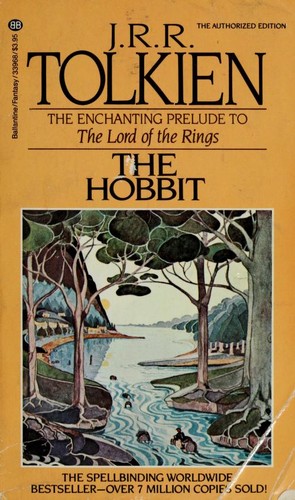 BB
THE AUTHORIZED EDITION
Ballantine/Fantasy/33968/$3.95
J.R.R.
TOLKIEN
THE ENCHANTING PRELUDE TO
The Lord of the Rings
THE
HOBBIT
THE SPELLBINDING WORLDWIDE
BESTSELLER—OVER 7 MILLION COPIES SOLD!